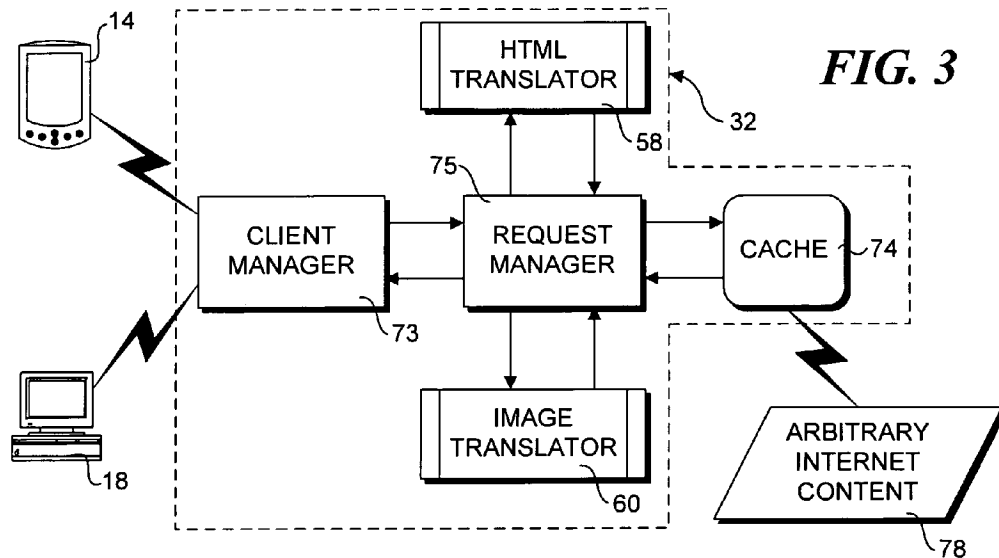 14
HTML
TRANSLATOR
FIG. 3
32
58
75
CLIENT
MANAGER
REQUEST
MANAGER
CACHE
74
73
IMAGE
TRANSLATOR
ARBITRARY
INTERNET
CONTENT
18
60
78